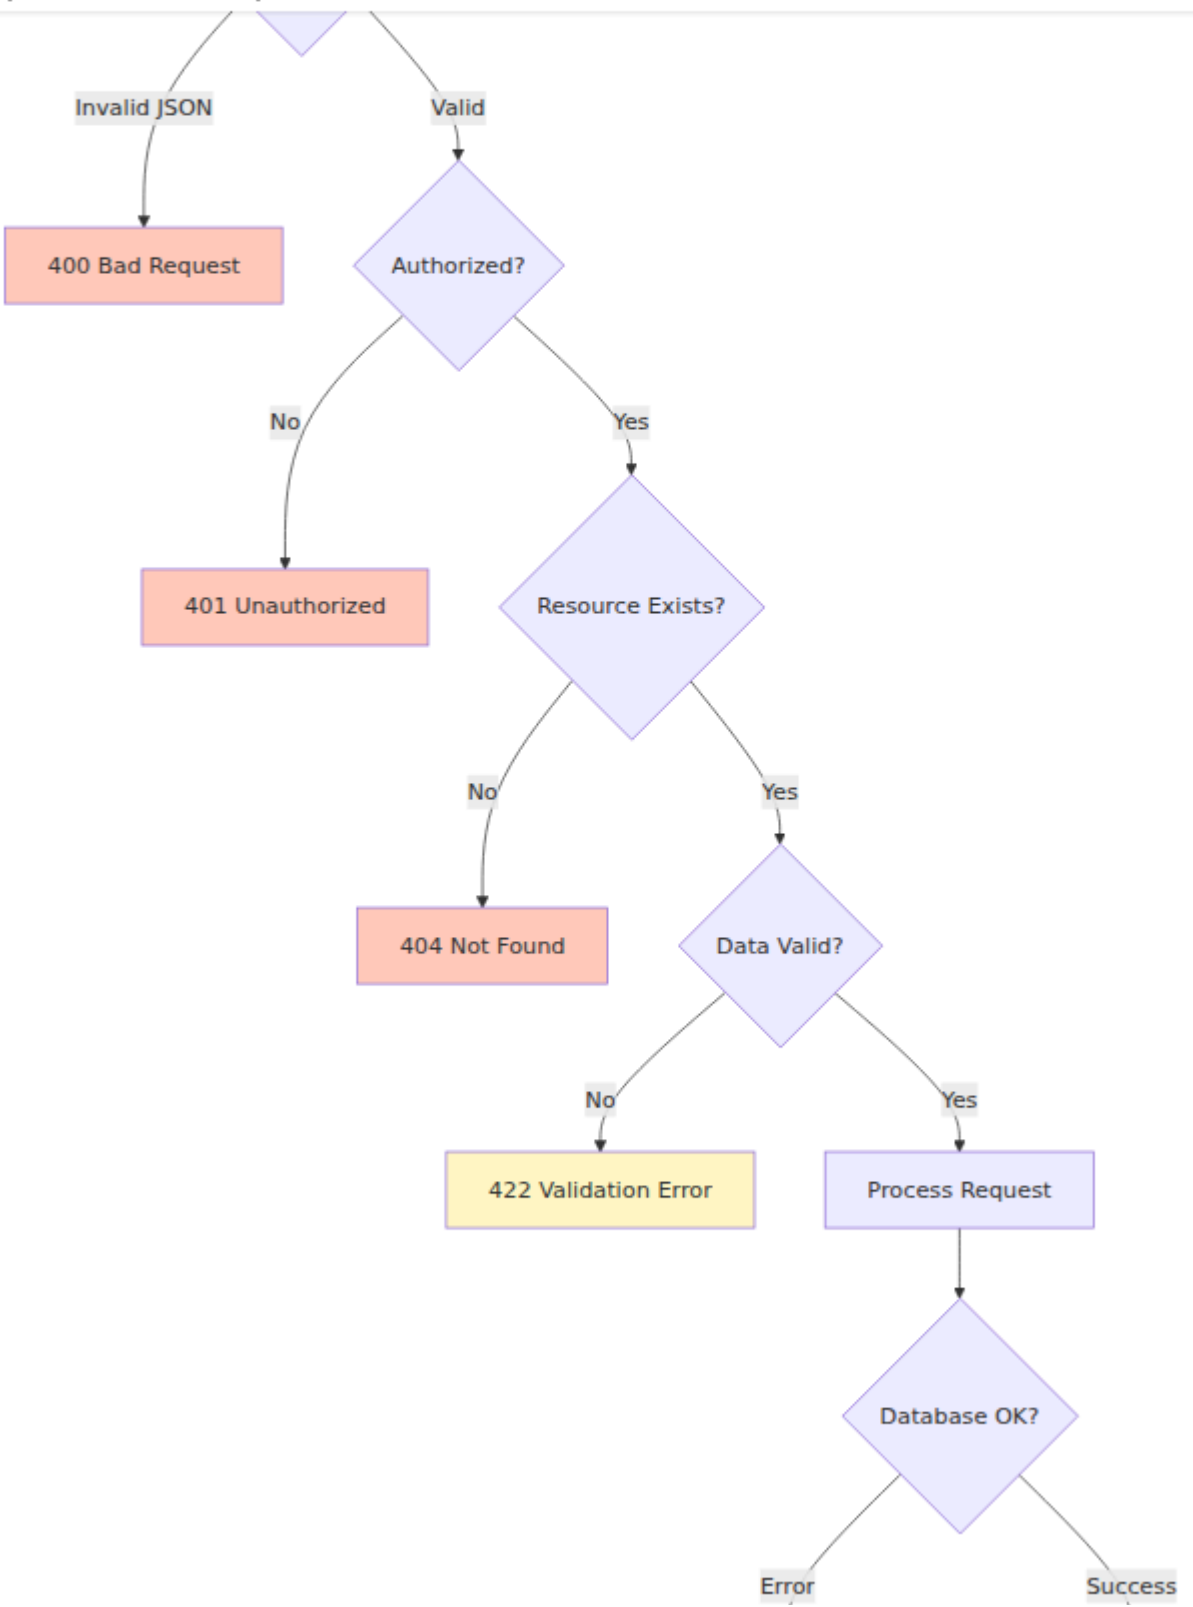 Invalid JSON
Valid
400 Bad Request
Authorized?
No
Yes
401 Unauthorized
Resource Exists?
No
Yes
404 Not Found
Data Valid?
No
Yes
422 Validation Error
Process Request
Database OK?
Error
Success